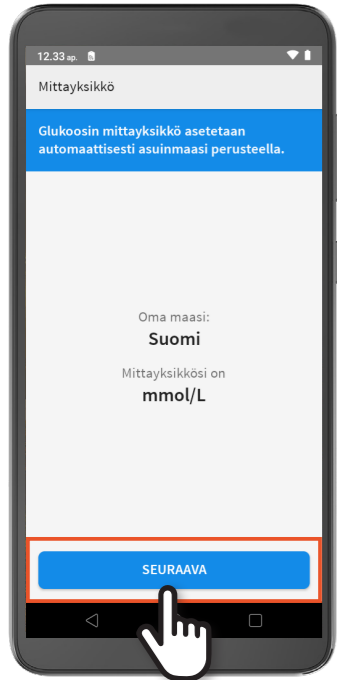 12.33 ap.
Mittayksikkö
Glukoosin mittayksikkö asetetaan
automaattisesti asuinmaasi perusteella.
Oma maasi:
Suomi
Mittayksikkösi on
mmol/L
SEURAAVA